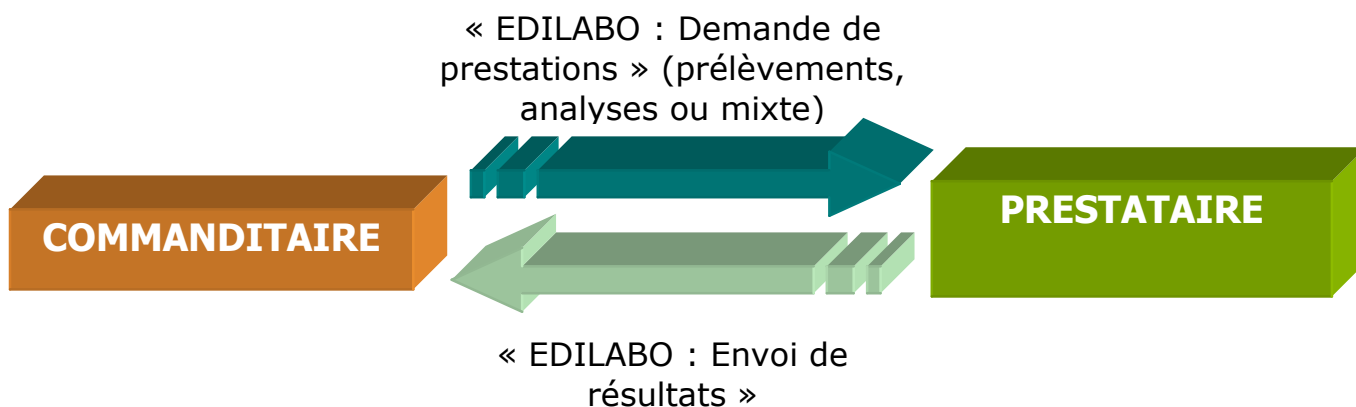 « EDILABO : Demande de
prestations » (prélèvements,
analyses ou mixte)
COMMANDITAIRE
PRESTATAIRE
« EDILABO : Envoi de
résultats »